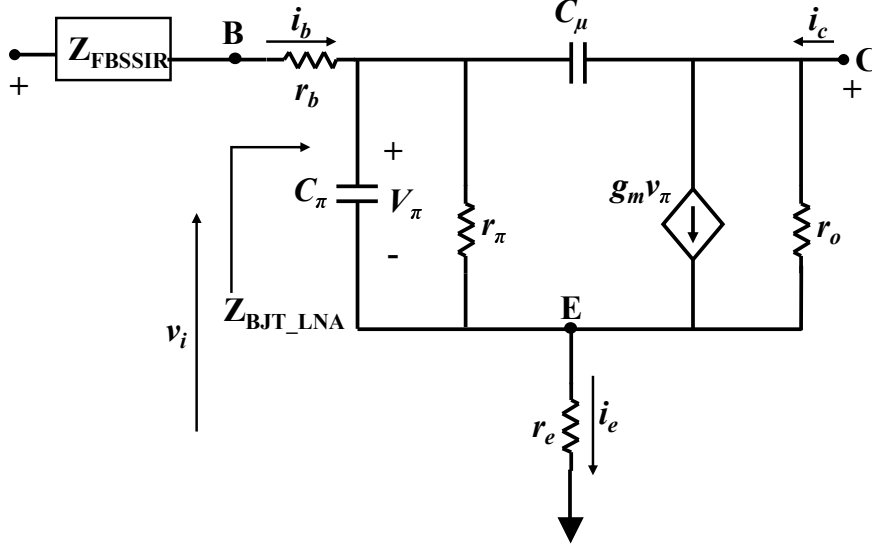 i_b
B
C_μ
i_c
Z_FBSSIR
C
+
r_b
+
+
C_π
V_π
g_m v_π
r_π
r_o
-
E
Z_BJT_LNA
v_i
r_e
i_e